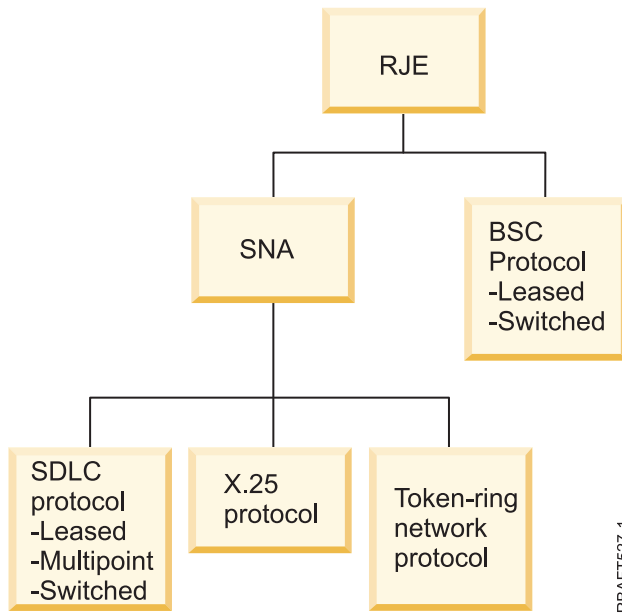 RJE
SNA
BSC
Protocol
-Leased
-Switched
SDLC
protocol
-Leased
-Multipoint
-Switched
X.25
protocol
Token-ring
network
protocol